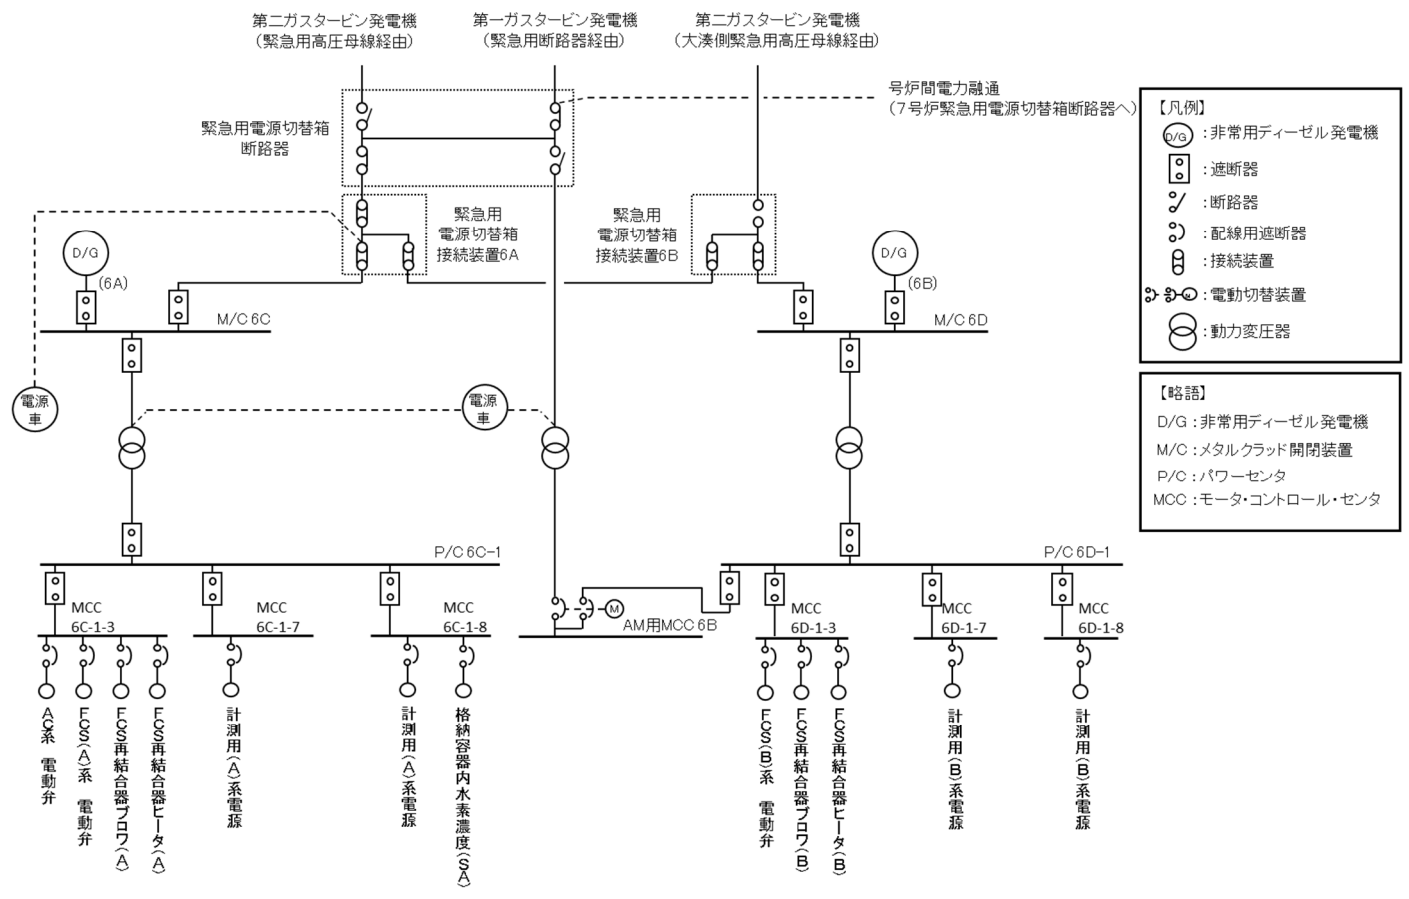 第二ガスタービン発電機
(緊急用高圧母線経由)
第一ガスタービン発電機
(緊急用断路器経由)
第二ガスタービン発電機
(大湊側緊急用高圧母線経由)
号炉間電力融通
(7号炉緊急用電源切替箱断路器へ)
緊急用電源切替箱
断路器
緊急用
電源切替箱
接続装置6A
緊急用
電源切替箱
接続装置6B
D/G
(6A)
M/C 6C
D/G
(6B)
M/C 6D
電源
車
電源
車
P/C 6C-1
P/C 6D-1
MCC
6C-1-3
MCC
6C-1-7
MCC
6C-1-8
M
AM用MCC 6B
MCC
6D-1-3
MCC
6D-1-7
MCC
6D-1-8
AC系 電動弁
FCS(A)系 電動弁
FCS再結合器ブロワ(A)
FCS再結合器ヒータ(A)
計測用(A)系電源
計測用(A)系電源
格納容器内水素濃度(SA)
FCS(B)系 電動弁
FCS再結合器ブロワ(B)
FCS再結合器ヒータ(B)
計測用(B)系電源
計測用(B)系電源
【凡例】
D/G :非常用ディーゼル発電機
:遮断器
:断路器
:配線用遮断器
:接続装置
:電動切替装置
:動力変圧器
【略語】
D/G :非常用ディーゼル発電機
M/C :メタルクラッド開閉装置
P/C :パワーセンタ
MCC :モータ・コントロール・センタ